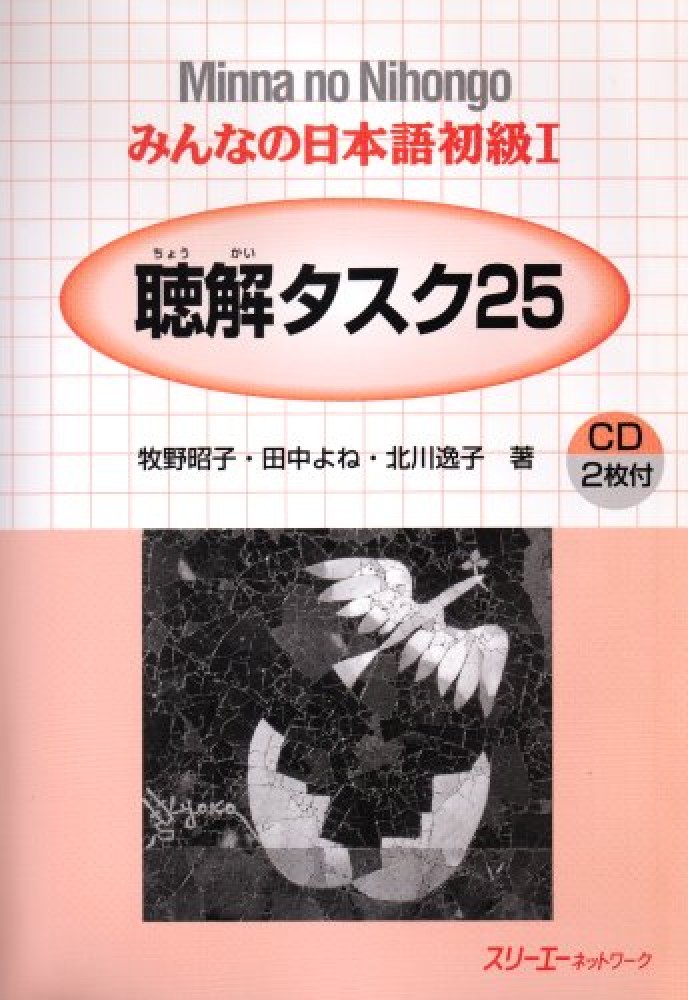 Minna no Nihongo
みんなの日本語初級I
ちょう かい
聴解タスク25
牧野昭子・田中よね・北川逸子 著
CD
2枚付
Kyoko
スリーエーネットワーク